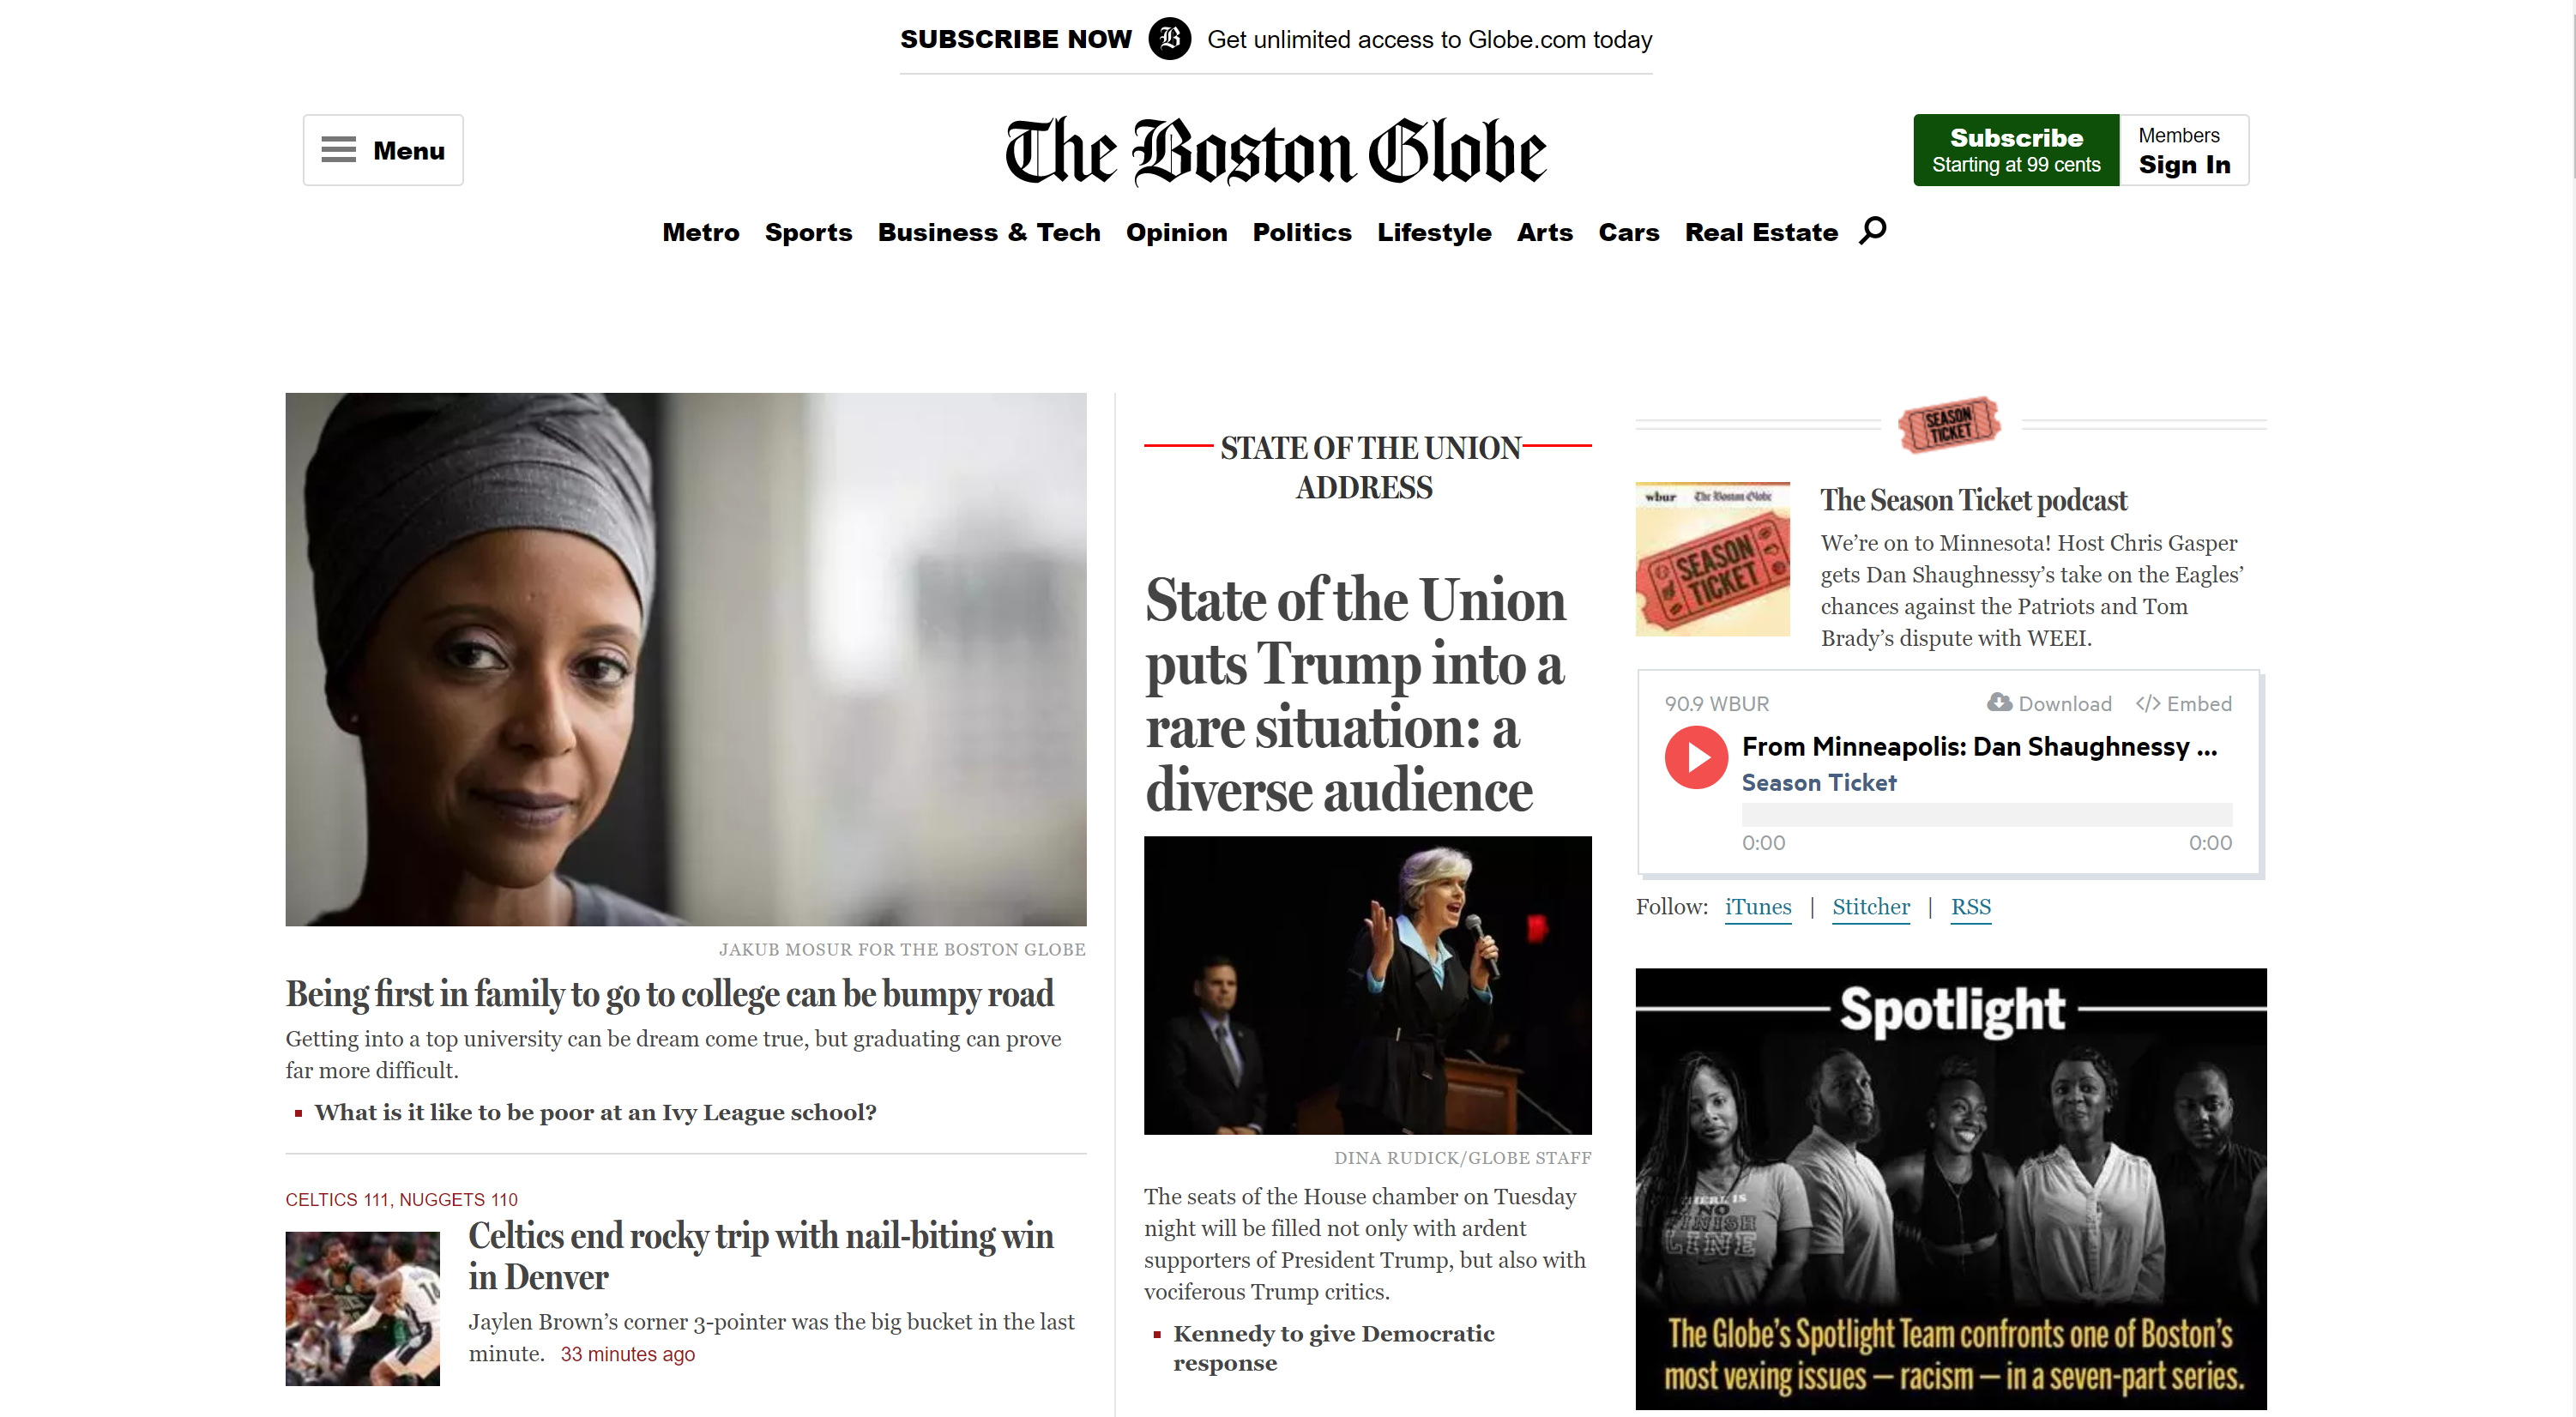 SUBSCRIBE NOW B Get unlimited access to Globe.com today
Menu
The Boston Globe
Subscribe
Starting at 99 cents
Members
Sign In
Metro Sports Business & Tech Opinion Politics Lifestyle Arts Cars Real Estate
JAKUB MOSUR FOR THE BOSTON GLOBE
Being first in family to go to college can be bumpy road
Getting into a top university can be dream come true, but graduating can prove
far more difficult.
What is it like to be poor at an Ivy League school?
CELTICS 111, NUGGETS 110
Celtics end rocky trip with nail-biting win
in Denver
Jaylen Brown’s corner 3-pointer was the big bucket in the last
minute. 33 minutes ago
STATE OF THE UNION
ADDRESS
State of the Union
puts Trump into a
rare situation: a
diverse audience
DINA RUDICK/GLOBE STAFF
The seats of the House chamber on Tuesday
night will be filled not only with ardent
supporters of President Trump, but also with
vociferous Trump critics.
Kennedy to give Democratic
response
SEASON
TICKET
wbur The Boston Globe
SEASON
TICKET
The Season Ticket podcast
We’re on to Minnesota! Host Chris Gasper
gets Dan Shaughnessy’s take on the Eagles’
chances against the Patriots and Tom
Brady’s dispute with WEEI.
90.9 WBUR Download </> Embed
From Minneapolis: Dan Shaughnessy ...
Season Ticket
0:00 0:00
Follow: iTunes | Stitcher | RSS
Spotlight
THERE IS
NO
FINISH
LINE
The Globe’s Spotlight Team confronts one of Boston’s
most vexing issues — racism — in a seven-part series.